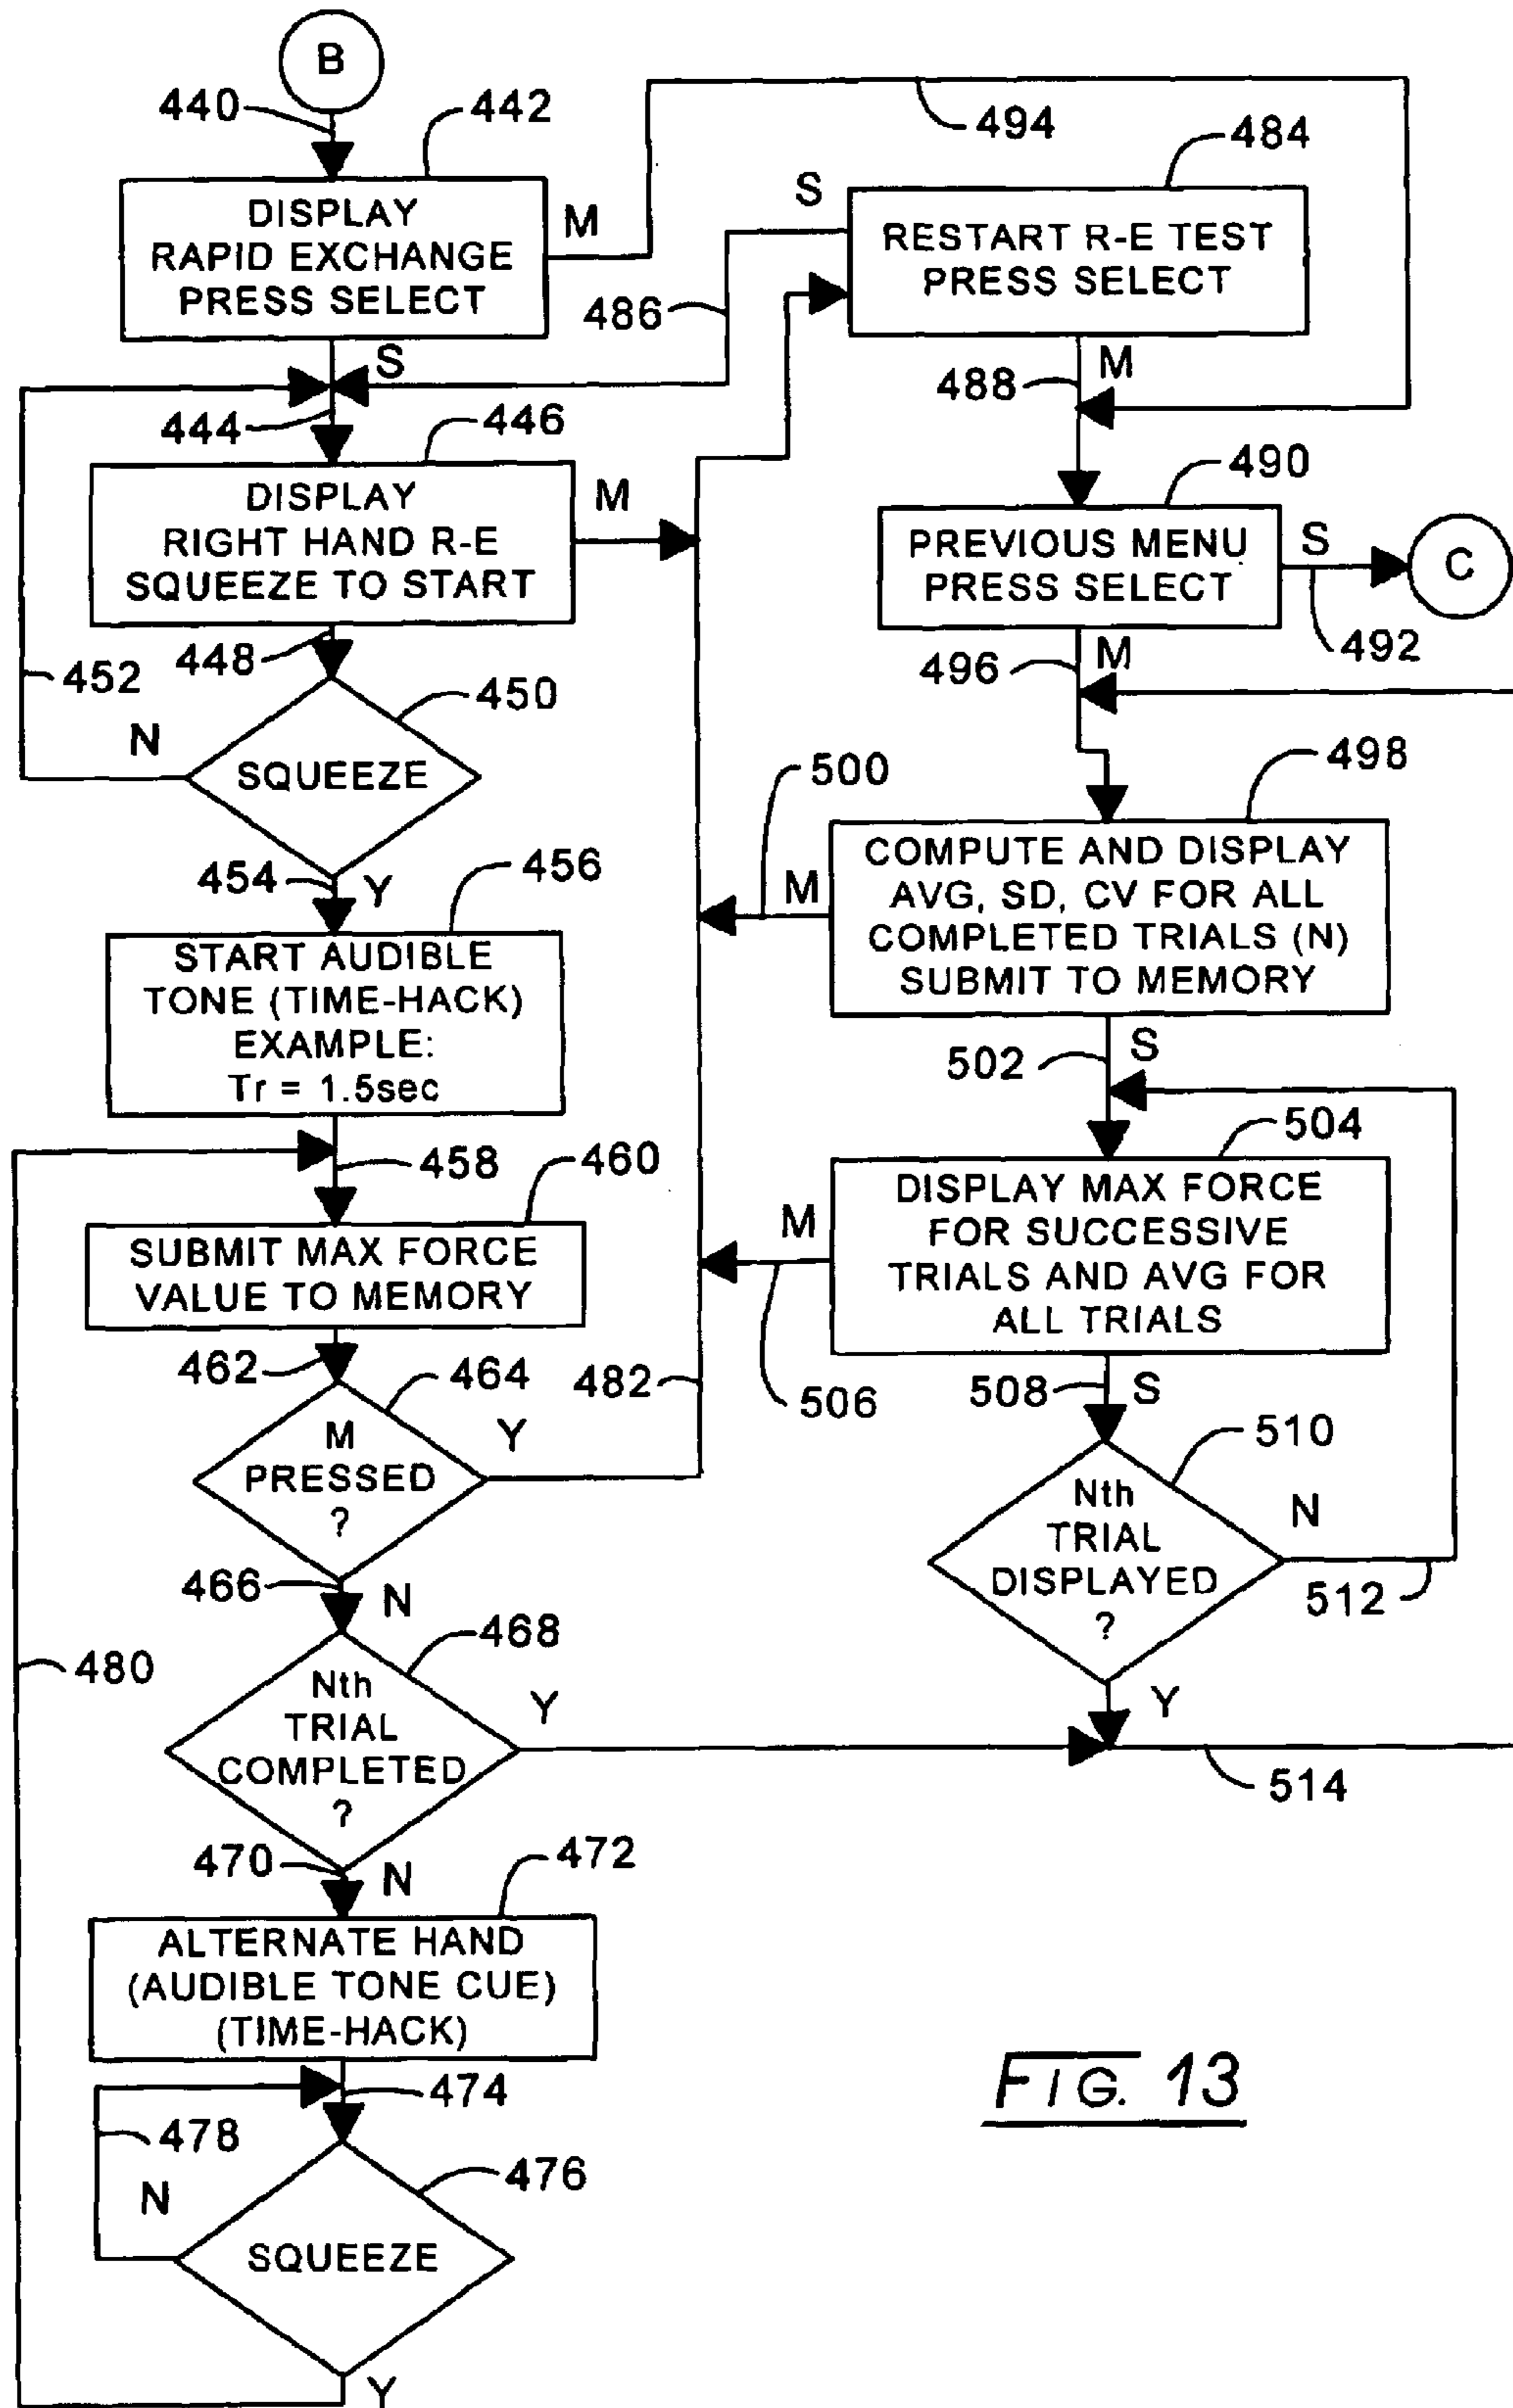 B
440
442
494
484
DISPLAY
RAPID EXCHANGE
PRESS SELECT
M
S
RESTART R-E TEST
PRESS SELECT
486
S
M
488
444
446
490
DISPLAY
RIGHT HAND R-E
SQUEEZE TO START
M
PREVIOUS MENU
PRESS SELECT
S
C
492
448
452
450
496
M
N
SQUEEZE
454
Y
456
500
498
START AUDIBLE
TONE (TIME-HACK)
EXAMPLE:
Tr = 1.5sec
M
COMPUTE AND DISPLAY
AVG, SD, CV FOR ALL
COMPLETED TRIALS (N)
SUBMIT TO MEMORY
502
S
458
460
504
SUBMIT MAX FORCE
VALUE TO MEMORY
M
DISPLAY MAX FORCE
FOR SUCCESSIVE
TRIALS AND AVG FOR
ALL TRIALS
462
464
482
506
508
S
M
PRESSED
?
Y
510
Nth
TRIAL
DISPLAYED
?
N
512
466
N
468
480
Nth
TRIAL
COMPLETED
?
Y
Y
514
470
N
472
ALTERNATE HAND
(AUDIBLE TONE CUE)
(TIME-HACK)
474
478
476
N
SQUEEZE
Y
FIG. 13